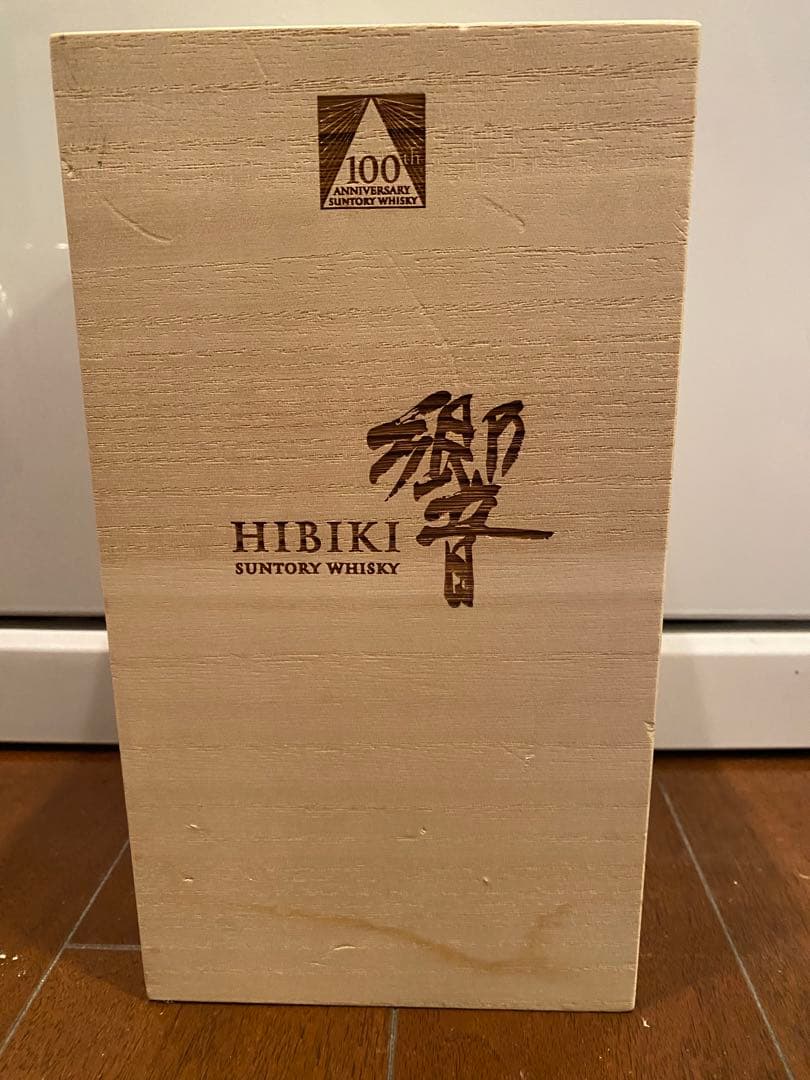 100th
ANNIVERSARY
SUNTORY WHISKY
響
HIBIKI
SUNTORY WHISKY